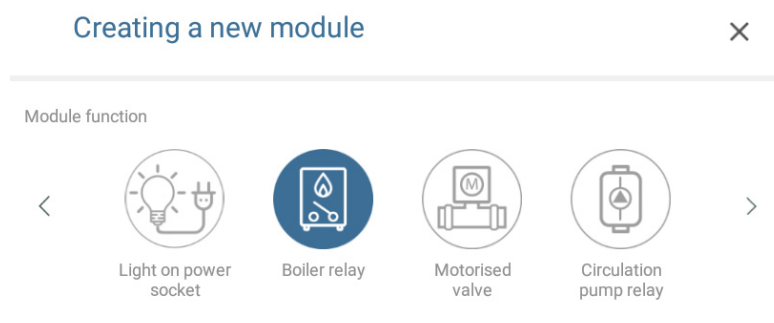 Creating a new module
Module function
M
Light on power
socket
Boiler relay
Motorised
valve
Circulation
pump relay